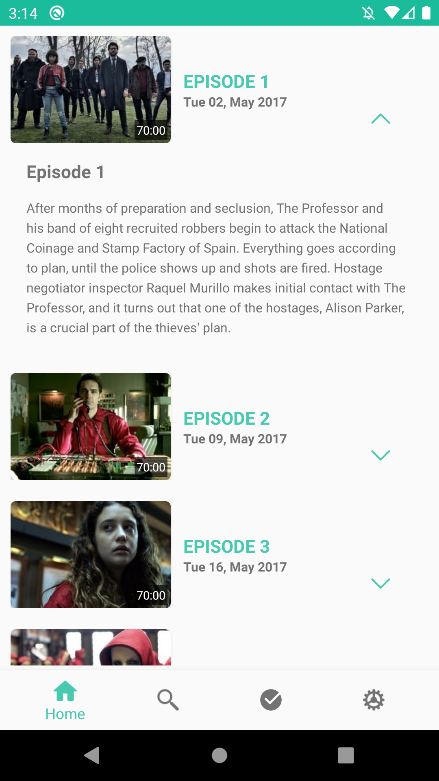 3:14
70:00
EPISODE 1
Tue 02, May 2017
Episode 1
After months of preparation and seclusion, The Professor and
his band of eight recruited robbers begin to attack the National
Coinage and Stamp Factory of Spain. Everything goes according
to plan, until the police shows up and shots are fired. Hostage
negotiator inspector Raquel Murillo makes initial contact with The
Professor, and it turns out that one of the hostages, Alison Parker,
is a crucial part of the thieves' plan.
70:00
EPISODE 2
Tue 09, May 2017
70:00
EPISODE 3
Tue 16, May 2017
Home